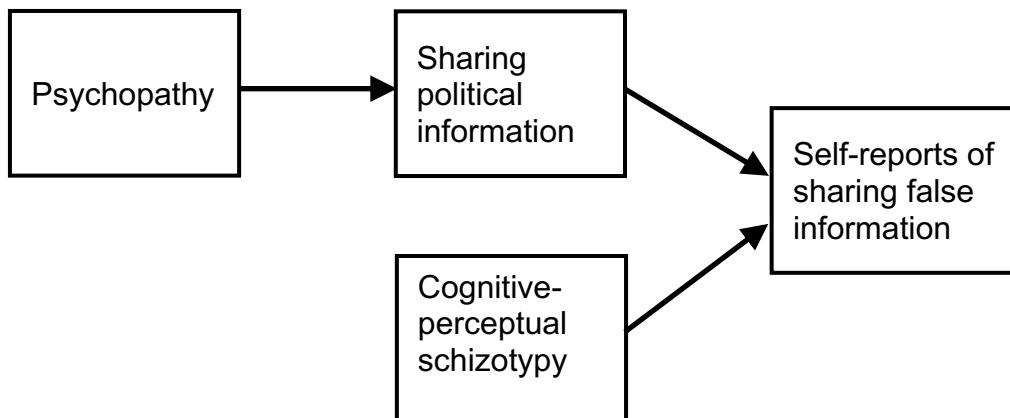 Psychopathy
Sharing
political
information
Self-reports of
sharing false
information
Cognitive-
perceptual
schizotypy